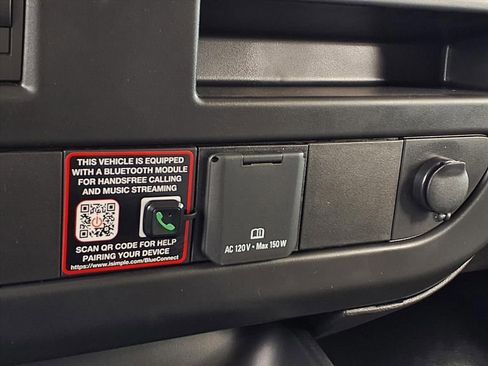 THIS VEHICLE IS EQUIPPED
WITH A BLUETOOTH MODULE
FOR HANDSFREE CALLING
AND MUSIC STREAMING
SCAN QR CODE FOR HELP
PAIRING YOUR DEVICE
https://www.isimple.com/BlueConnect
AC 120V - Max 150 W